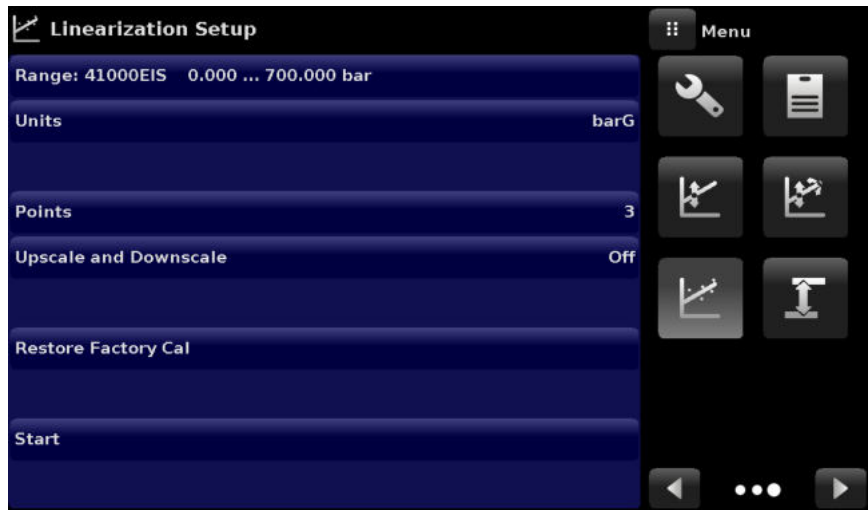 Linearization Setup
Menu
Range: 41000EIS 0.000 ... 700.000 bar
Units barG
Points 3
Upscale and Downscale Off
Restore Factory Cal
Start